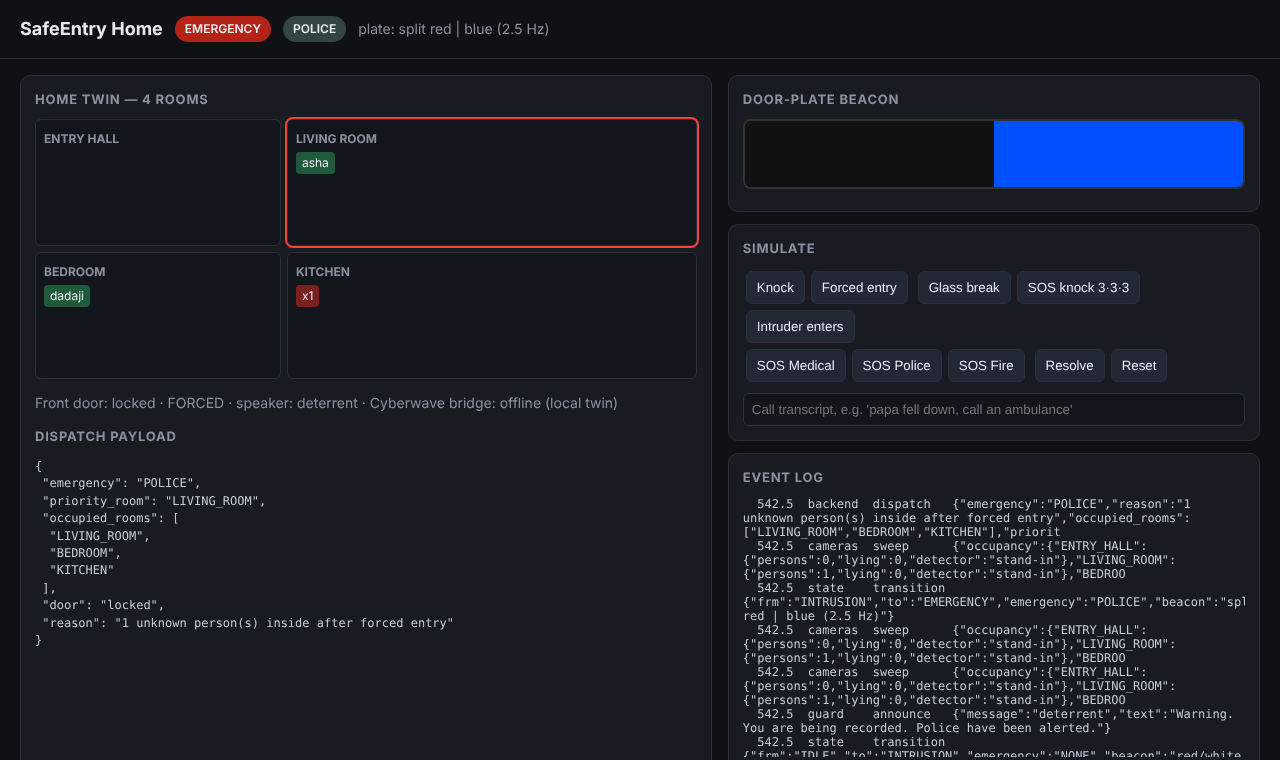 SafeEntry Home EMERGENCY POLICE plate: split red | blue (2.5 Hz)
HOME TWIN — 4 ROOMS
ENTRY HALL
LIVING ROOM
asha
BEDROOM
dadaji
KITCHEN
x1
Front door: locked · FORCED · speaker: deterrent · Cyberwave bridge: offline (local twin)
DISPATCH PAYLOAD
{
"emergency": "POLICE",
"priority_room": "LIVING_ROOM",
"occupied_rooms": [
"LIVING_ROOM",
"BEDROOM",
"KITCHEN"
],
"door": "locked",
"reason": "1 unknown person(s) inside after forced entry"
}
DOOR-PLATE BEACON
SIMULATE
Knock Forced entry Glass break SOS knock 3·3·3
Intruder enters
SOS Medical SOS Police SOS Fire Resolve Reset
Call transcript, e.g. 'papa fell down, call an ambulance'
EVENT LOG
542.5 backend dispatch {"emergency":"POLICE","reason":"1
unknown person(s) inside after forced entry","occupied_rooms":
["LIVING_ROOM","BEDROOM","KITCHEN"],"priorit
542.5 cameras sweep {"occupancy":{"ENTRY_HALL":
{"persons":0,"lying":0,"detector":"stand-in"},"LIVING_ROOM":
{"persons":1,"lying":0,"detector":"stand-in"},"BEDROO
542.5 state transition
{"frm":"INTRUSION","to":"EMERGENCY","emergency":"POLICE","beacon":"spl
red | blue (2.5 Hz)"}
542.5 cameras sweep {"occupancy":{"ENTRY_HALL":
{"persons":0,"lying":0,"detector":"stand-in"},"LIVING_ROOM":
{"persons":1,"lying":0,"detector":"stand-in"},"BEDROO
542.5 cameras sweep {"occupancy":{"ENTRY_HALL":
{"persons":0,"lying":0,"detector":"stand-in"},"LIVING_ROOM":
{"persons":1,"lying":0,"detector":"stand-in"},"BEDROO
542.5 guard announce {"message":"deterrent","text":"Warning.
You are being recorded. Police have been alerted."}
542.5 state transition
{"frm":"IDLE","to":"INTRUSION","emergency":"NONE","beacon":"red/white